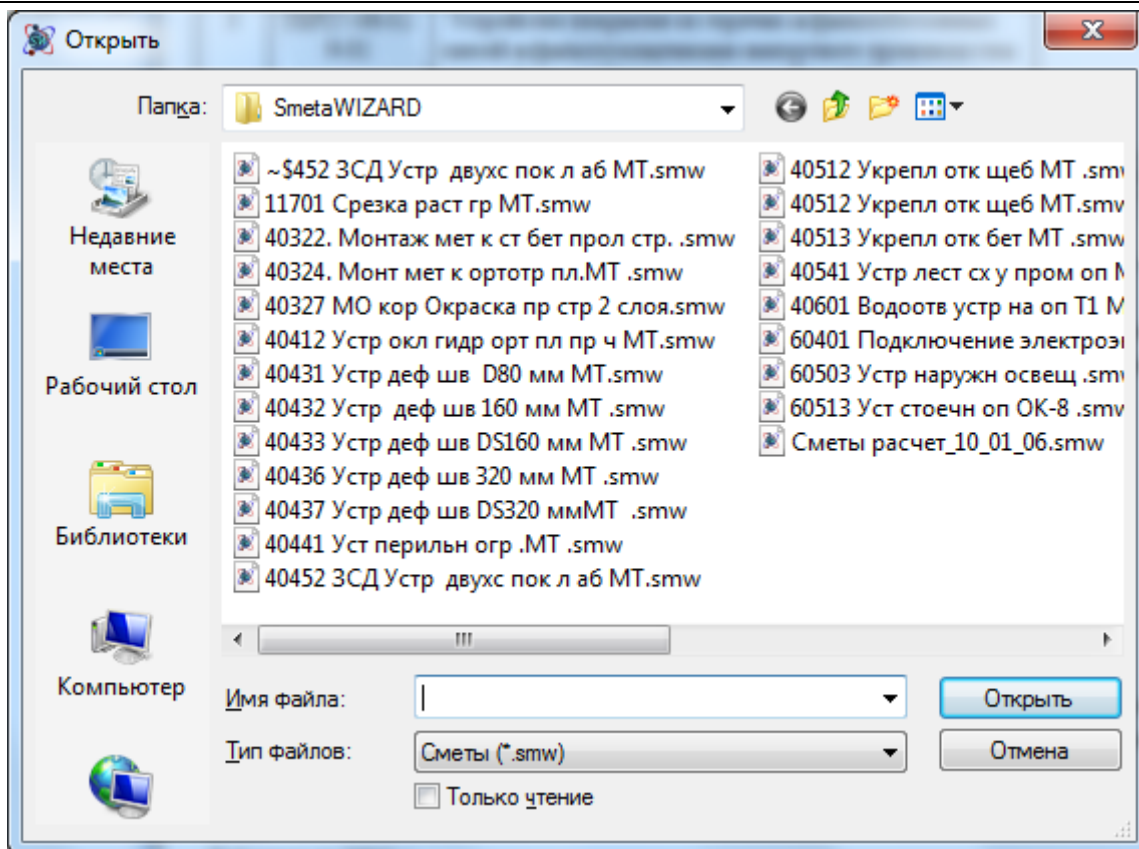 Открыть
Папка:
SmetaWIZARD
Недавние
места
Рабочий стол
Библиотеки
Компьютер
~$452 ЗСД Устр  двухс пок л аб МТ.smw
11701 Срезка раст гр МТ.smw
40322. Монтаж мет к ст бет прол стр. .smw
40324. Монт мет к ортотр пл.МТ .smw
40327 МО кор Окраска пр стр 2 слоя.smw
40412 Устр окл гидр орт пл пр ч МТ.smw
40431 Устр деф шв  D80 мм МТ.smw
40432 Устр  деф шв 160 мм МТ .smw
40433 Устр деф шв DS160 мм МТ .smw
40436 Устр деф шв 320 мм МТ .smw
40437 Устр деф шв DS320 ммМТ  .smw
40441 Уст перильн огр .МТ .smw
40452 ЗСД Устр  двухс пок л аб МТ.smw
40512 Укрепл отк щеб МТ .smw
40512 Укрепл отк щеб МТ.smw
40513 Укрепл отк бет МТ .smw
40541 Устр лест сх у пром оп
40601 Водоотв устр на оп Т1
60401 Подключение
60503 Устр наружн освещ .smw
60513 Уст стоечн оп ОК-8 .smw
Сметы расчет_10_01_06.smw
Имя файла:
Открыть
Тип файлов:
Сметы (*.smw)
Отмена
Только чтение